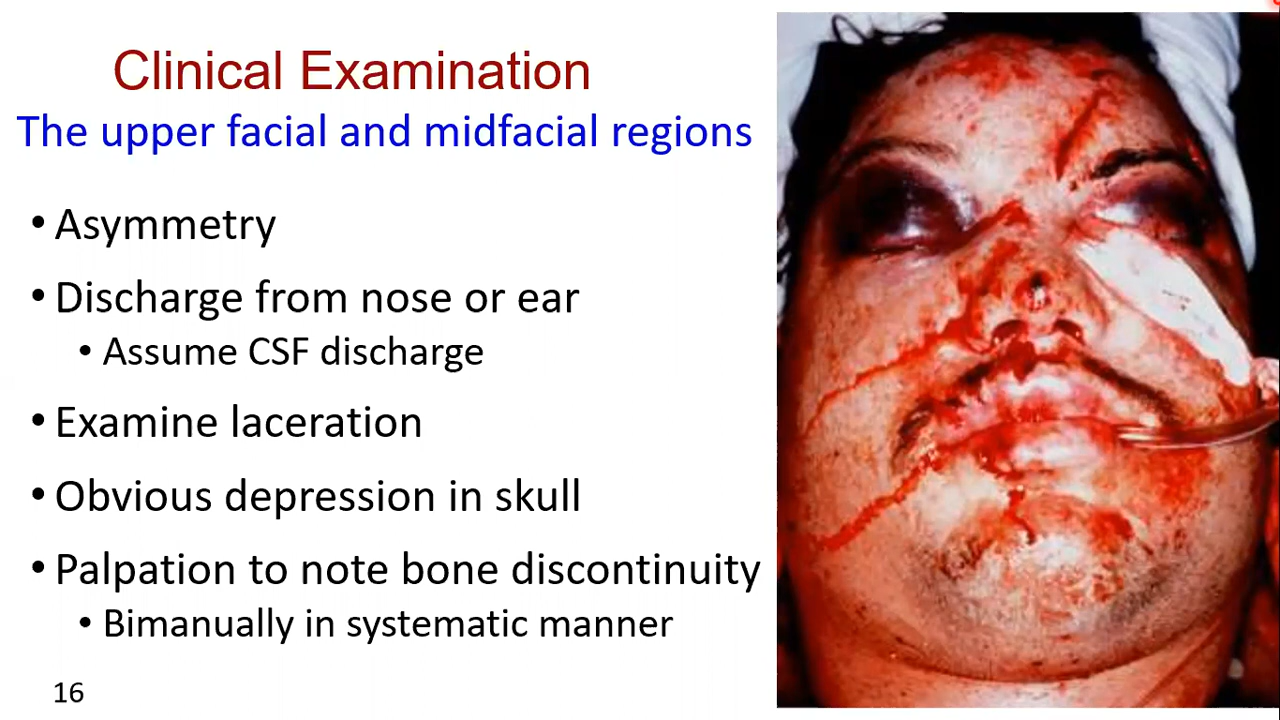 Clinical Examination
The upper facial and midfacial regions
• Asymmetry
• Discharge from nose or ear
• Assume CSF discharge
• Examine laceration
• Obvious depression in skull
• Palpation to note bone discontinuity
• Bimanually in systematic manner
16